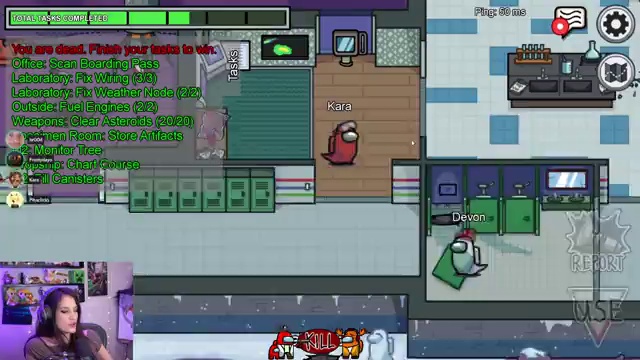 TOTAL TASKS COMPLETED
Ping: 50 ms
You are dead. Finish your tasks to win.
Office: Scan Boarding Pass
Laboratory: Fix Wiring (3/3)
Laboratory: Fix Weather Node (2/2)
Outside: Fuel Engines (2/2)
Weapons: Clear Asteroids (20/20)
Specimen Room: Store Artifacts
O2: Monitor Tree
Dropship: Chart Course
Fill Canisters
Tasks
Kara
Devon
REPORT
USE
KILL